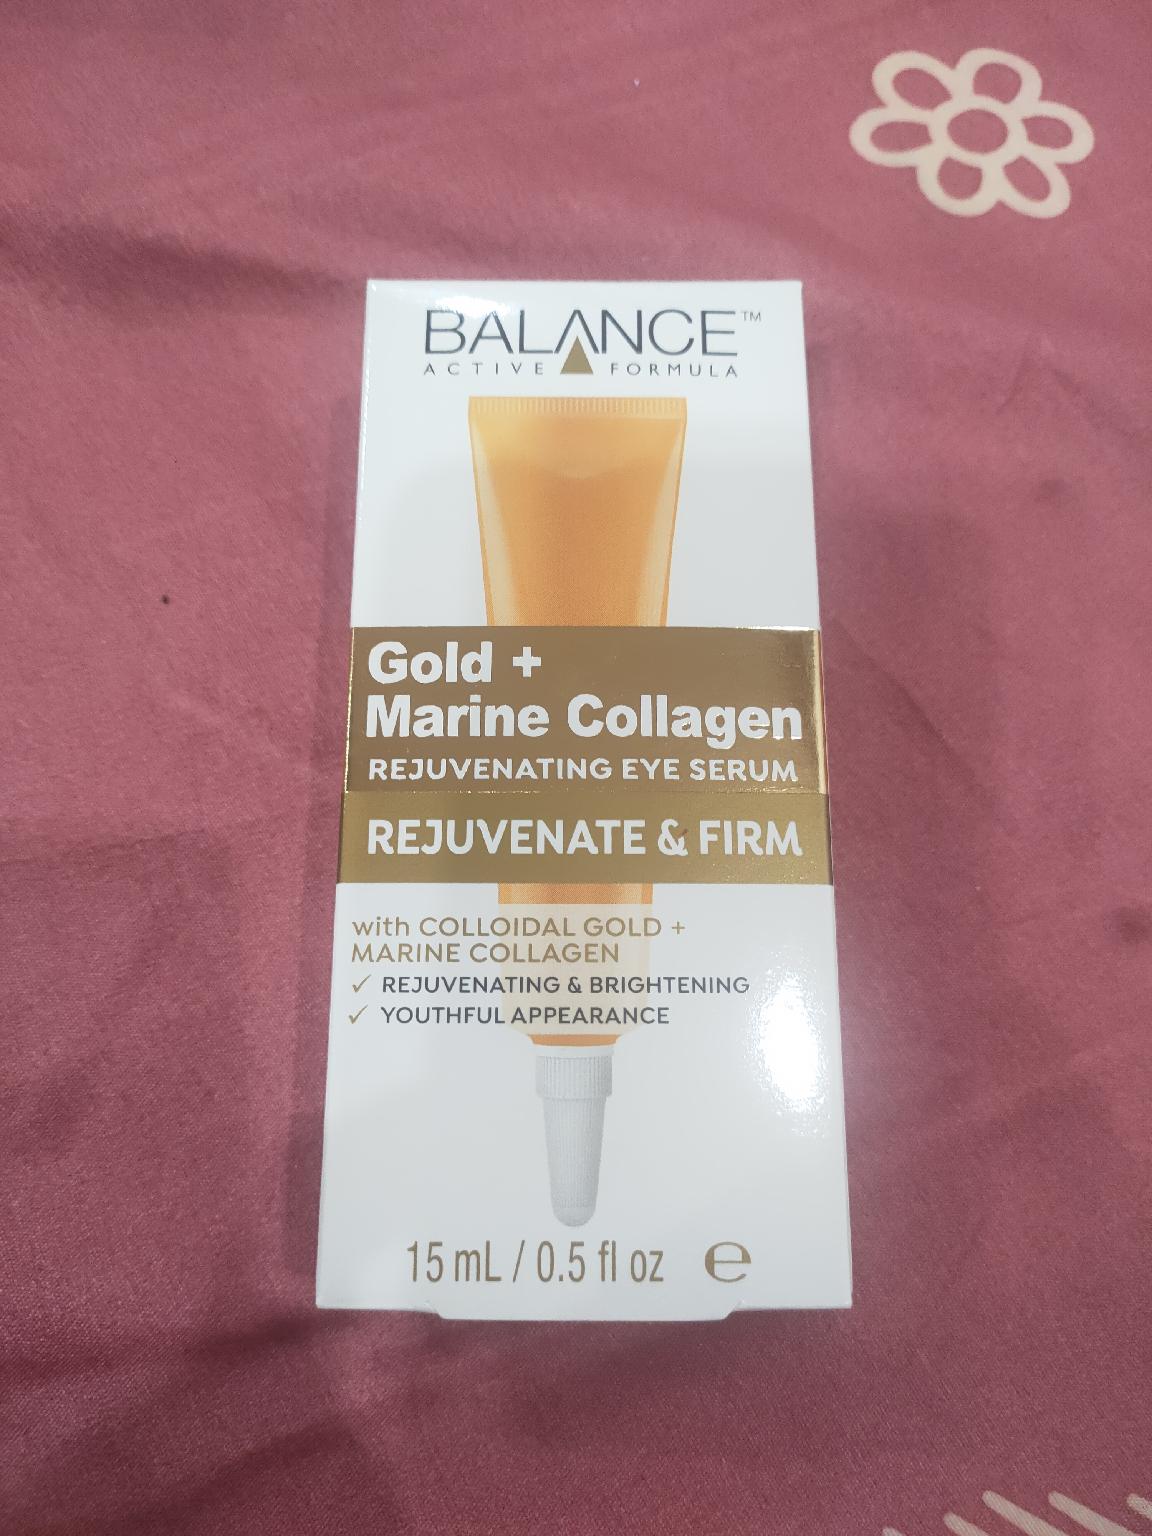 BALANCE™
ACTIVE FORMULA
Gold +
Marine Collagen
REJUVENATING EYE SERUM
REJUVENATE & FIRM
with COLLOIDAL GOLD +
MARINE COLLAGEN
✓ REJUVENATING & BRIGHTENING
✓ YOUTHFUL APPEARANCE
15 mL / 0.5 fl oz ℮